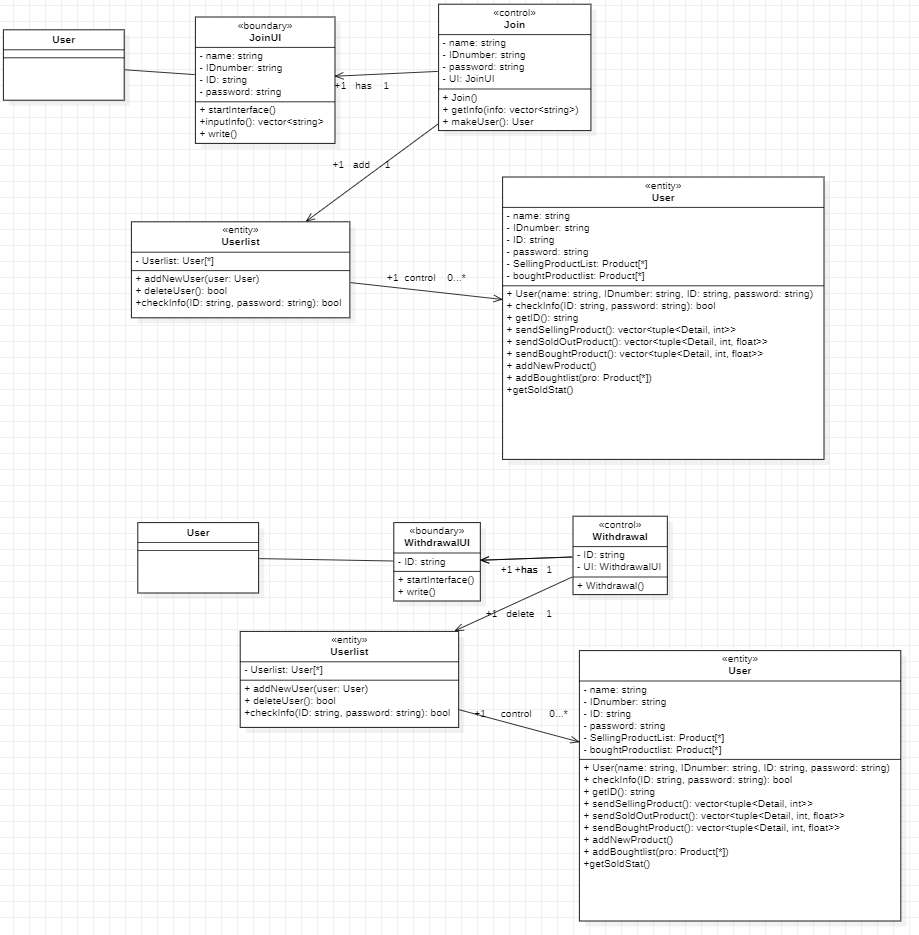 User
«boundary»
JoinUI
- name: string
- IDnumber: string
- ID: string
- password: string
+ startInterface()
+inputInfo(): vector<string>
+ write()
«control»
Join
- name: string
- IDnumber: string
- password: string
- UI: JoinUI
+ Join()
+ getInfo(info: vector<string>)
+ makeUser(): User
+1 has 1
+1 add 1
«entity»
Userlist
- Userlist: User[*]
+ addNewUser(user: User)
+ deleteUser(): bool
+checkInfo(ID: string, password: string): bool
+1 control 0...*
«entity»
User
- name: string
- IDnumber: string
- ID: string
- password: string
- SellingProductList: Product[*]
- boughtProductlist: Product[*]
+ User(name: string, IDnumber: string, ID: string, password: string)
+ checkInfo(ID: string, password: string): bool
+ getID(): string
+ sendSellingProduct(): vector<tuple<Detail, int>>
+ sendSoldOutProduct(): vector<tuple<Detail, int, float>>
+ sendBoughtProduct(): vector<tuple<Detail, int, float>>
+ addNewProduct()
+ addBoughtlist(pro: Product[*])
+getSoldStat()
User
«boundary»
WithdrawalUI
- ID: string
+ startInterface()
+ write()
«control»
Withdrawal
- ID: string
- UI: WithdrawalUI
+ Withdrawal()
+1 +has 1
+1 delete 1
«entity»
Userlist
- Userlist: User[*]
+ addNewUser(user: User)
+ deleteUser(): bool
+checkInfo(ID: string, password: string): bool
+1 control 0...*
«entity»
User
- name: string
- IDnumber: string
- ID: string
- password: string
- SellingProductList: Product[*]
- boughtProductlist: Product[*]
+ User(name: string, IDnumber: string, ID: string, password: string)
+ checkInfo(ID: string, password: string): bool
+ getID(): string
+ sendSellingProduct(): vector<tuple<Detail, int>>
+ sendSoldOutProduct(): vector<tuple<Detail, int, float>>
+ sendBoughtProduct(): vector<tuple<Detail, int, float>>
+ addNewProduct()
+ addBoughtlist(pro: Product[*])
+getSoldStat()